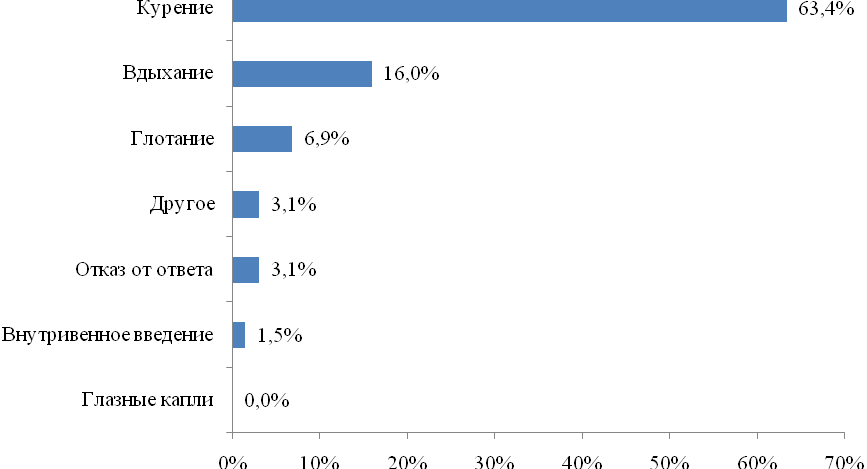 Курение 63,4%
Вдыхание 16,0%
Глотание 6,9%
Другое 3,1%
Отказ от ответа 3,1%
Внутривенное введение 1,5%
Глазные капли 0,0%
0% 10% 20% 30% 40% 50% 60% 70%